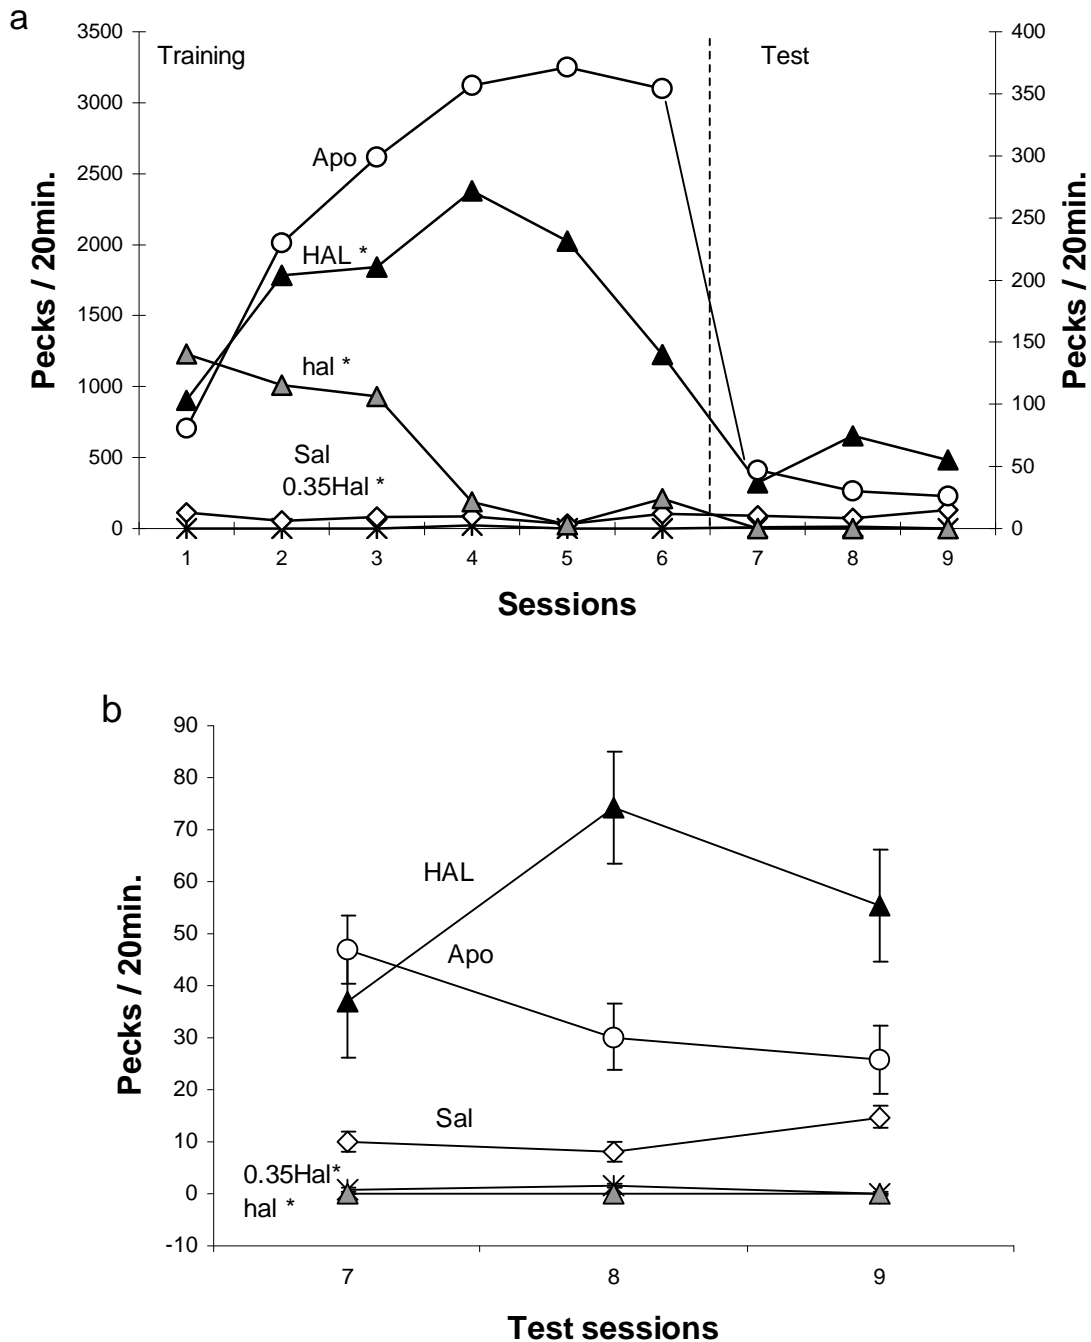 a
Training
Test
3500
3000
2500
2000
1500
1000
500
0
400
350
300
250
200
150
100
50
0
Pecks / 20min.
Pecks / 20min.
Apo
HAL *
hal *
Sal
0.35Hal *
1 2 3 4 5 6 7 8 9
Sessions
b
90
80
70
60
50
40
30
20
10
0
-10
Pecks / 20min.
HAL
Apo
Sal
0.35Hal*
hal *
7 8 9
Test sessions